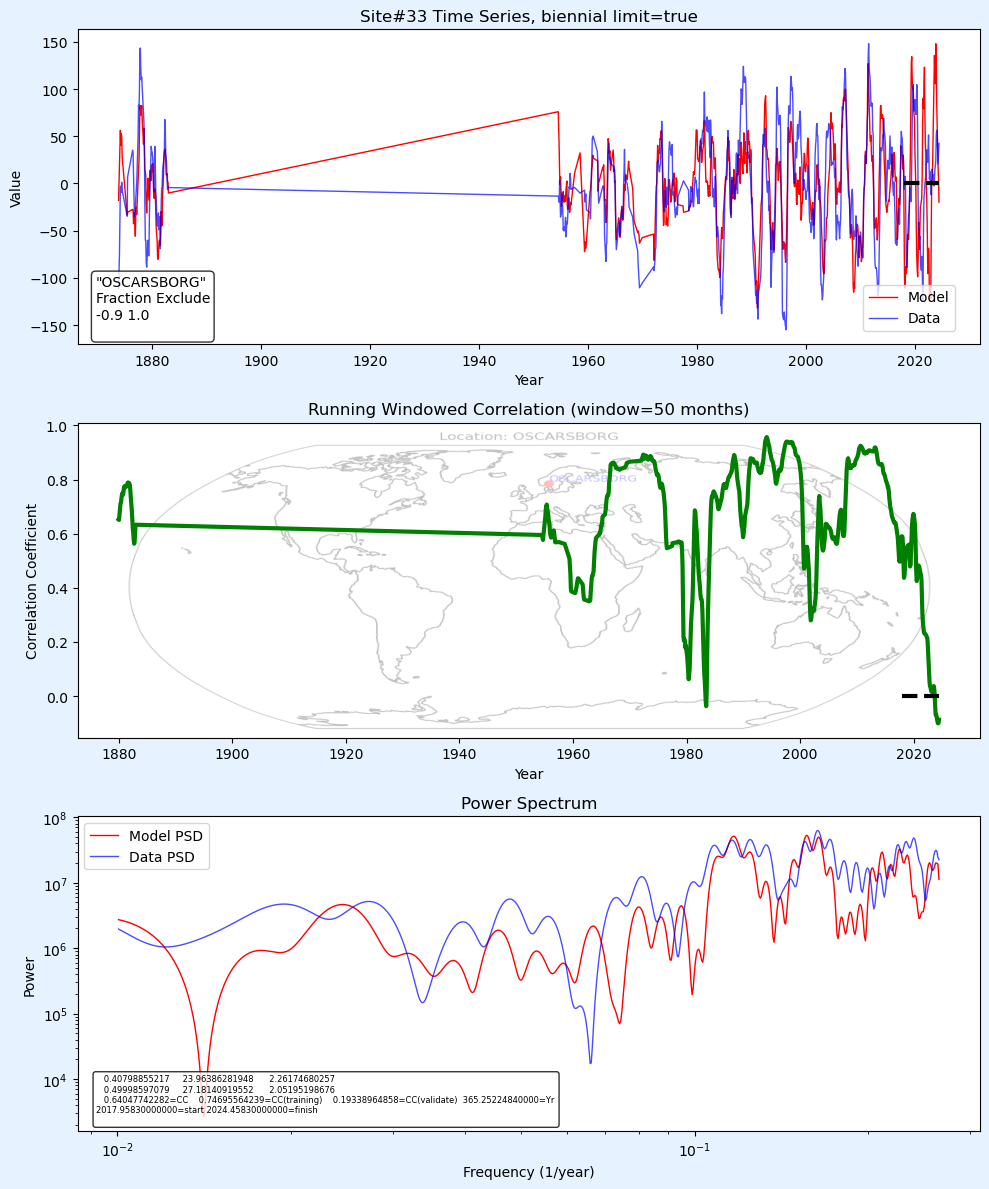 Site#33 Time Series, biennial limit=true
Value
150
100
50
0
−50
−100
−150
"OSCARSBORG"
Fraction Exclude
-0.9 1.0
Model
Data
1880
1900
1920
1940
1960
1980
2000
2020
Year
Running Windowed Correlation (window=50 months)
Location: OSCARSBORG
OSCARSBORG
Correlation Coefficient
1.0
0.8
0.6
0.4
0.2
0.0
1880
1900
1920
1940
1960
1980
2000
2020
Year
Power Spectrum
Model PSD
Data PSD
Power
10^8
10^7
10^6
10^5
10^4
0.40798855217 23.96386281948 2.26174680257
0.49998597079 27.18140919552 2.05195198676
0.64047742282=CC 0.74695564239=CC(training) 0.19338964858=CC(validate) 365.25224840000=Yr
2017.95830000000=start 2024.45830000000=finish
10^−2
10^−1
Frequency (1/year)